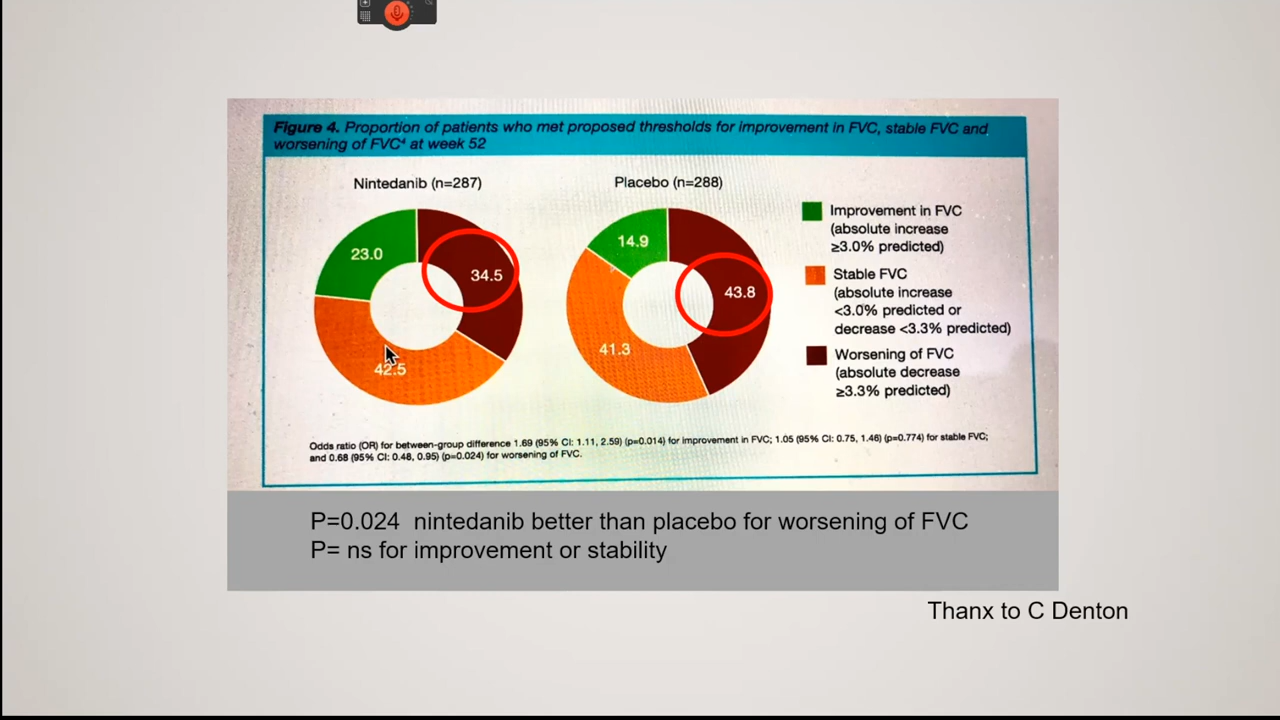 Figure 4. Proportion of patients who met proposed thresholds for improvement in FVC, stable FVC and
worsening of FVC⁴ at week 52
Nintedanib (n=287)
23.0
34.5
42.5
Placebo (n=288)
14.9
43.8
41.3
Improvement in FVC
(absolute increase
≥3.0% predicted)
Stable FVC
(absolute increase
<3.0% predicted or
decrease <3.3% predicted)
Worsening of FVC
(absolute decrease
≥3.3% predicted)
Odds ratio (OR) for between-group difference 1.69 (95% CI: 1.11, 2.59) (p=0.014) for improvement in FVC; 1.05 (95% CI: 0.75, 1.46) (p=0.774) for stable FVC;
and 0.68 (95% CI: 0.48, 0.95) (p=0.024) for worsening of FVC.
P=0.024 nintedanib better than placebo for worsening of FVC
P= ns for improvement or stability
Thanx to C Denton